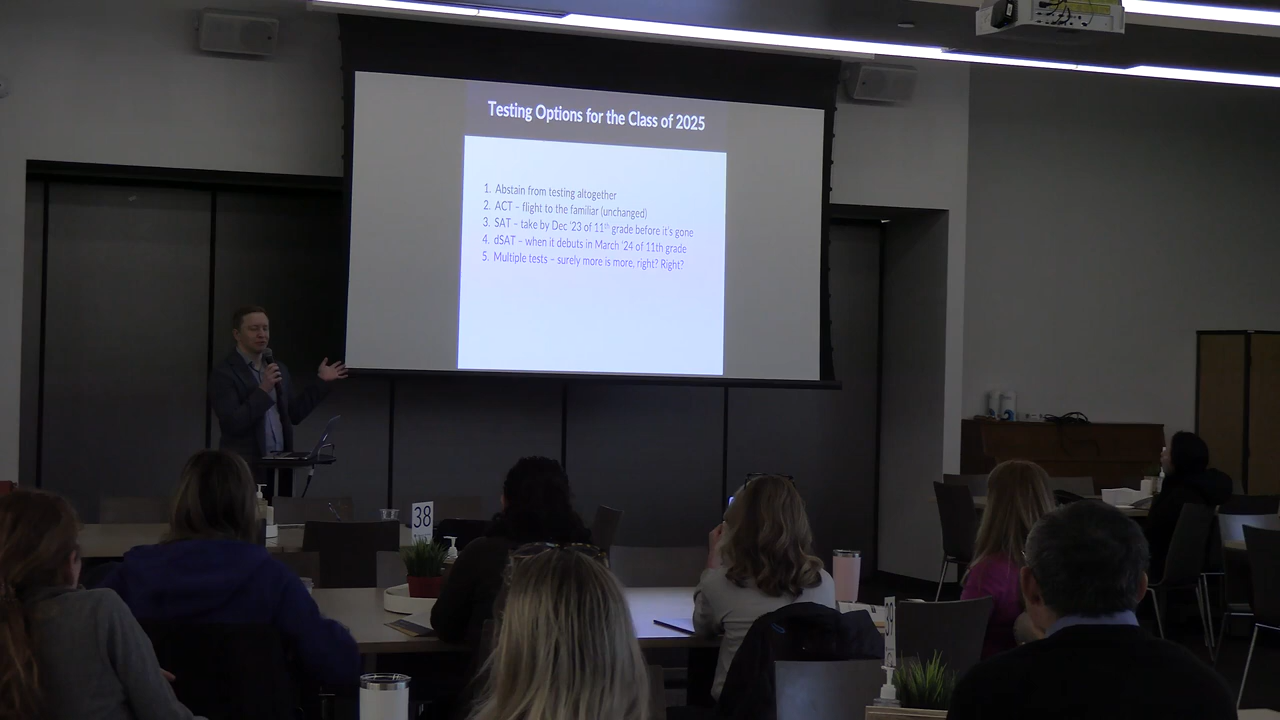 Testing Options for the Class of 2025
1. Abstain from testing altogether
2. ACT – flight to the familiar (unchanged)
3. SAT – take by Dec '23 of 11th grade before it's gone
4. dSAT – when it debuts in March '24 of 11th grade
5. Multiple tests – surely more is more, right? Right?
38
39